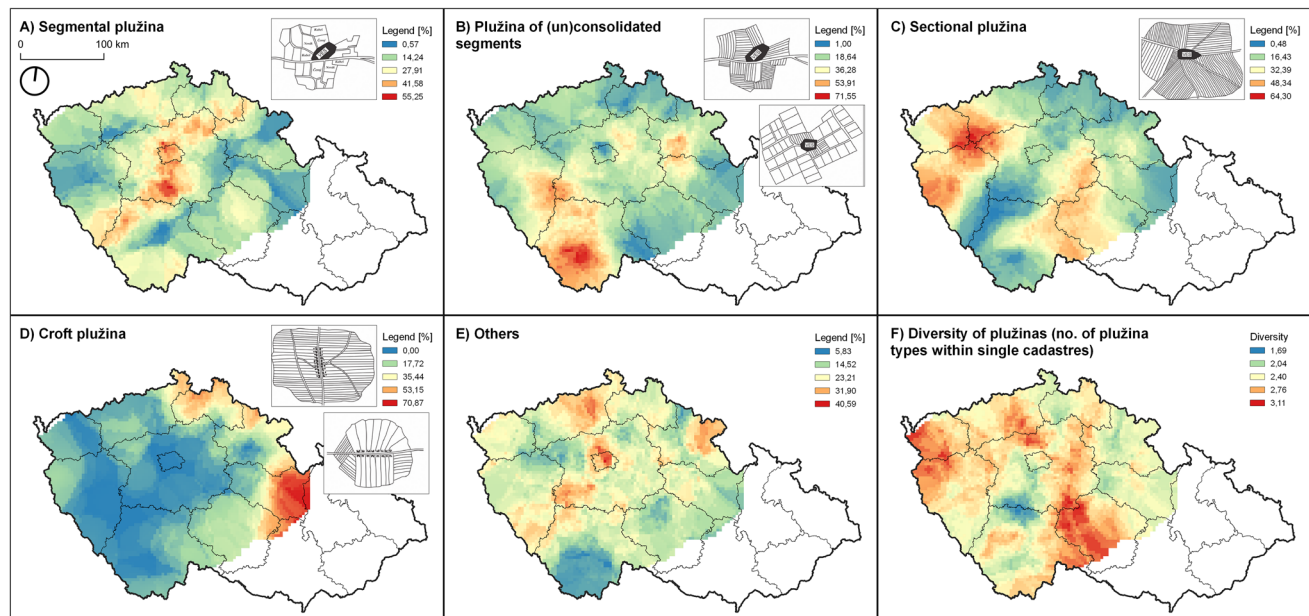 A) Segmental plužina
0 100 km
Legend [%]
0,57
14,24
27,91
41,58
55,25
B) Plužina of (un)consolidated
segments
Legend [%]
1,00
18,64
36,28
53,91
71,55
C) Sectional plužina
Legend [%]
0,48
16,43
32,39
48,34
64,30
D) Croft plužina
Legend [%]
0,00
17,72
35,44
53,15
70,87
E) Others
Legend [%]
5,83
14,52
23,21
31,90
40,59
F) Diversity of plužinas (no. of plužina
types within single cadastres)
Diversity
1,69
2,04
2,40
2,76
3,11